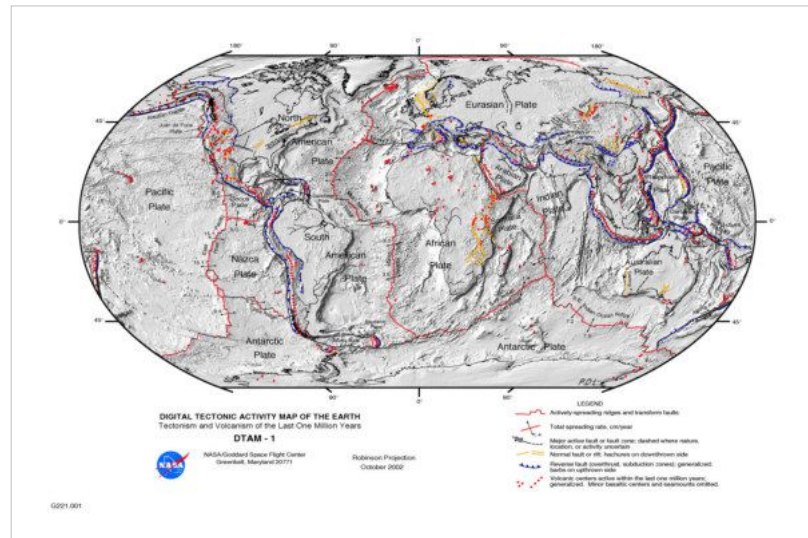 180°
90°
0°
90°
180°
45°
45°
North
American
Plate
Eurasian Plate
Juan de Fuca
Plate
Pacific
Plate
Pacific
Plate
Indian
Plate
0°
0°
African
Plate
South
American
Plate
Nazca
Plate
Australian
Plate
45°
45°
Antarctic
Plate
Antarctic
Plate
90°
0°
90°
DIGITAL TECTONIC ACTIVITY MAP OF THE EARTH
Tectonism and Volcanism of the Last One Million Years
DTAM - 1
NASA
NASA/Goddard Space Flight Center
Greenbelt, Maryland 20771
Robinson Projection
October 2002
LEGEND
Actively-spreading ridges and transform faults
Total spreading rate, cm/year
Major active fault or fault zone; dashed where nature,
location, or activity uncertain
Normal fault or rift; hachures on downthrown side
Reverse fault (overthrust, subduction zones); generalized;
barbs on upthrown side
Volcanic centers active within the last one million years;
generalized. Minor basaltic centers and seamounts omitted.
G221.001